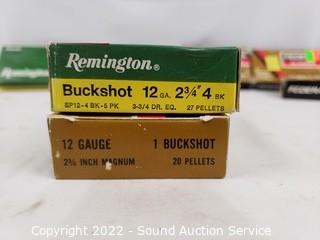 Remington®
Buckshot 12 GA. 2¾" 4 BK
SP12-4 BK-5 PK 3-3/4 DR. EQ. 27 PELLETS
12 GAUGE 1 BUCKSHOT
2¾ INCH MAGNUM 20 PELLETS
FEDERAL
Copyright 2022 - Sound Auction Service